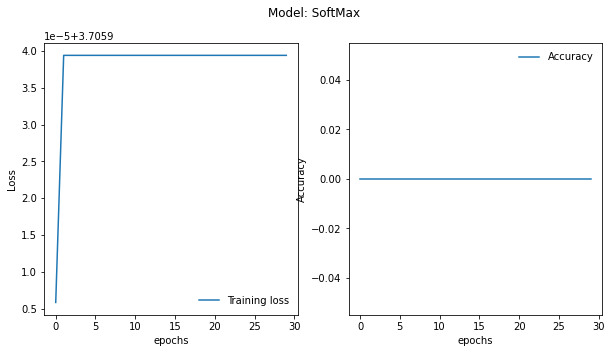 Model: SoftMax
1e-5+3.7059
4.0
3.5
3.0
2.5
2.0
1.5
1.0
0.5
Loss
Training loss
0 5 10 15 20 25 30
epochs
0.04
0.02
0.00
−0.02
−0.04
Accuracy
Accuracy
0 5 10 15 20 25 30
epochs